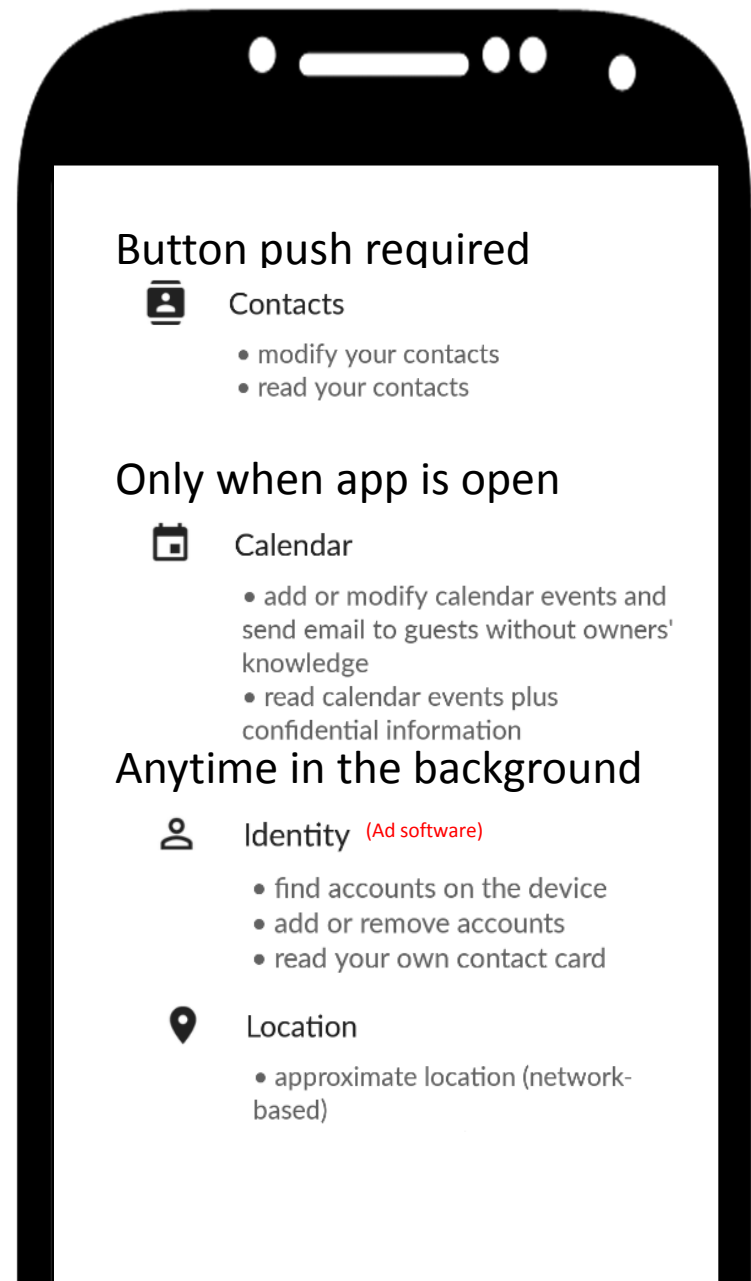 Button push required
Contacts
• modify your contacts
• read your contacts
Only when app is open
Calendar
• add or modify calendar events and
send email to guests without owners'
knowledge
• read calendar events plus
confidential information
Anytime in the background
Identity (Ad software)
• find accounts on the device
• add or remove accounts
• read your own contact card
Location
• approximate location (network-
based)